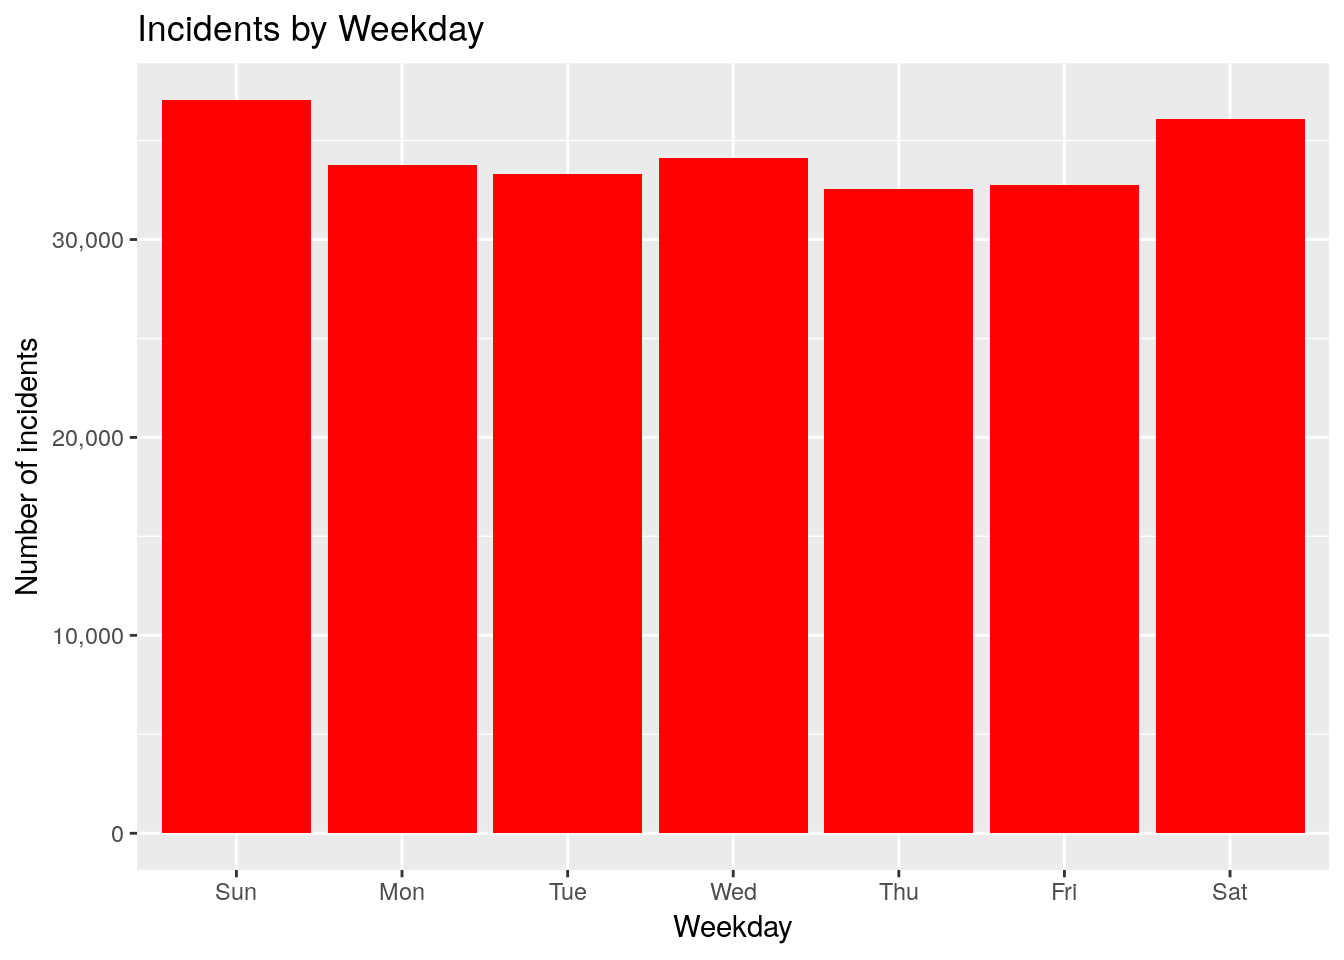 Incidents by Weekday
30,000
20,000
10,000
0
Number of incidents
Sun Mon Tue Wed Thu Fri Sat
Weekday